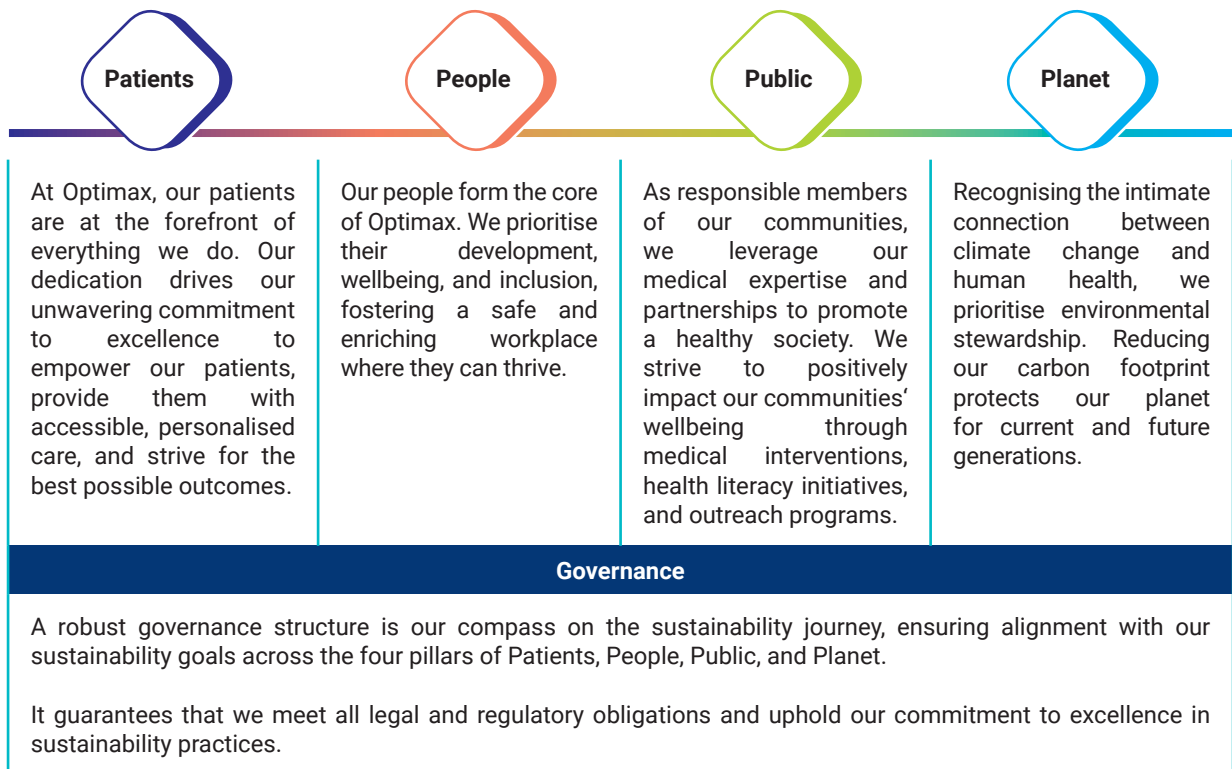 Patients
People
Public
Planet
At Optimax, our patients
are at the forefront of
everything we do. Our
dedication drives our
unwavering commitment
to excellence to
empower our patients,
provide them with
accessible, personalised
care, and strive for the
best possible outcomes.
Our people form the core
of Optimax. We prioritise
their development,
wellbeing, and inclusion,
fostering a safe and
enriching workplace
where they can thrive.
As responsible members
of our communities,
we leverage our
medical expertise and
partnerships to promote
a healthy society. We
strive to positively
impact our communities‘
wellbeing through
medical interventions,
health literacy initiatives,
and outreach programs.
Recognising the intimate
connection between
climate change and
human health, we
prioritise environmental
stewardship. Reducing
our carbon footprint
protects our planet
for current and future
generations.
Governance
A robust governance structure is our compass on the sustainability journey, ensuring alignment with our
sustainability goals across the four pillars of Patients, People, Public, and Planet.
It guarantees that we meet all legal and regulatory obligations and uphold our commitment to excellence in
sustainability practices.